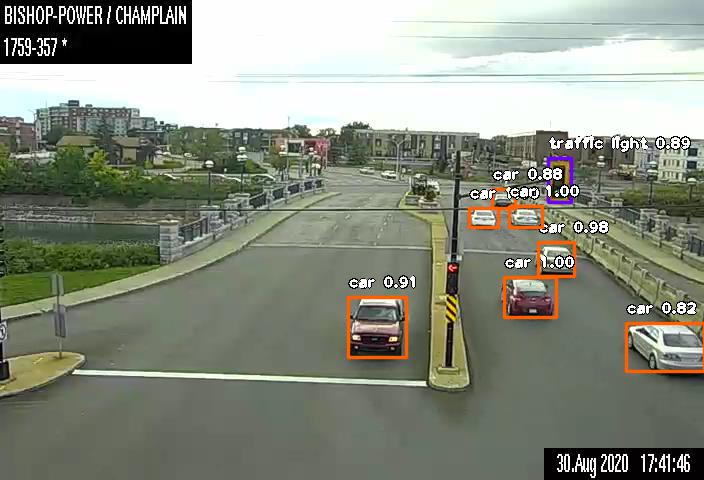 BISHOP-POWER / CHAMPLAIN
1759-357 *
traffic light 0.89
car 0.88
car 1.00
car 0.98
car 1.00
car 0.91
car 0.82
30.Aug 2020 17:41:46